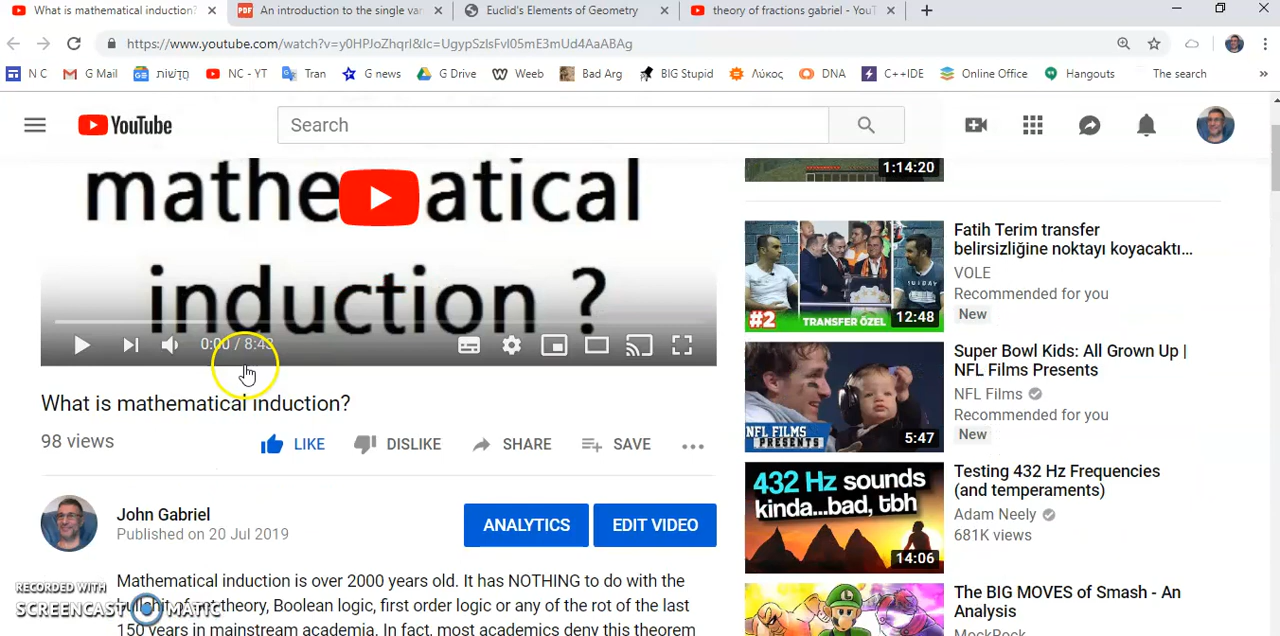 What is mathematical induction?
An introduction to the single var
Euclid's Elements of Geometry
theory of fractions gabriel - YouT
https://www.youtube.com/watch?v=y0HPJoZhqrI&lc=UgypSzIsFvI05mE3mUd4AaABAg
N C
G Mail
חֲדָשׁוֹת
NC - YT
Tran
G news
G Drive
Weeb
Bad Arg
BIG Stupid
Λύκος
DNA
C++IDE
Online Office
Hangouts
The search
YouTube
Search
mathematical
induction ?
0:00 / 8:43
What is mathematical induction?
98 views
LIKE
DISLIKE
SHARE
SAVE
John Gabriel
Published on 20 Jul 2019
ANALYTICS
EDIT VIDEO
Mathematical induction is over 2000 years old. It has NOTHING to do with the
theory, Boolean logic, first order logic or any of the rot of the last
150 years in mainstream academia. In fact, most academics deny this theorem
RECORDED WITH
SCREENCAST MATIC
1:14:20
Fatih Terim transfer
belirsizliğine noktayı koyacaktı...
VOLE
Recommended for you
New
#2
TRANSFER ÖZEL
12:48
Super Bowl Kids: All Grown Up |
NFL Films Presents
NFL Films
Recommended for you
New
NFL FILMS
PRESENTS
5:47
Testing 432 Hz Frequencies
(and temperaments)
Adam Neely
681K views
432 Hz sounds
kinda...bad, tbh
14:06
The BIG MOVES of Smash - An
Analysis
MockRock